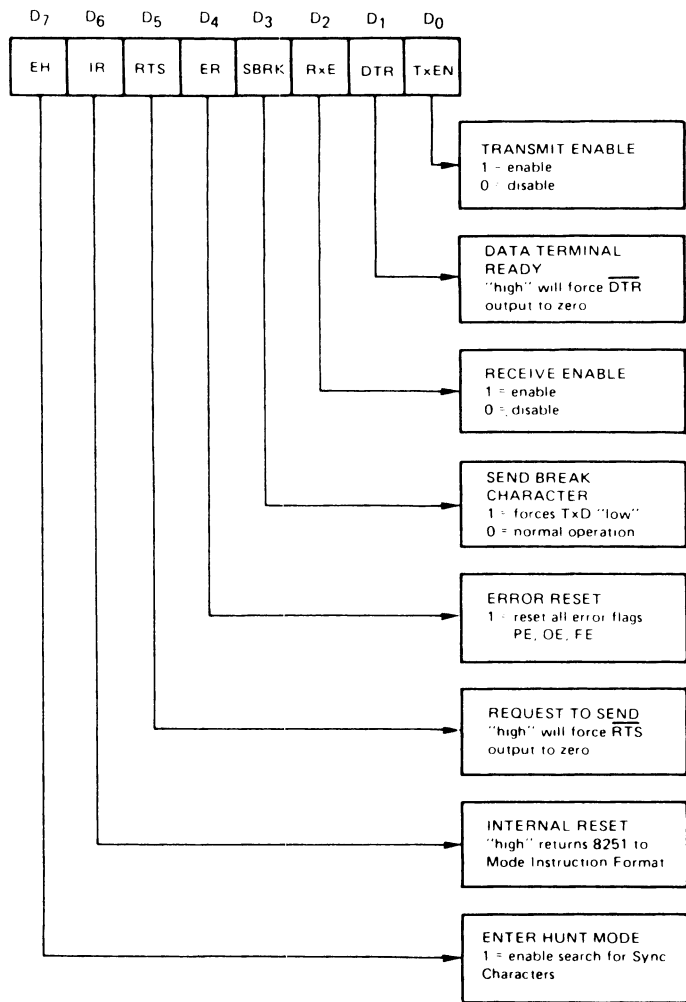 D7 D6 D5 D4 D3 D2 D1 D0
EH IR RTS ER SBRK RxE DTR TxEN
TRANSMIT ENABLE
1 = enable
0 = disable
DATA TERMINAL
READY
"high" will force D̅T̅R̅
output to zero
RECEIVE ENABLE
1 = enable
0 = disable
SEND BREAK
CHARACTER
1 = forces TxD "low"
0 = normal operation
ERROR RESET
1 = reset all error flags
PE, OE, FE
REQUEST TO SEND
"high" will force R̅T̅S̅
output to zero
INTERNAL RESET
"high" returns 8251 to
Mode Instruction Format
ENTER HUNT MODE
1 = enable search for Sync
Characters